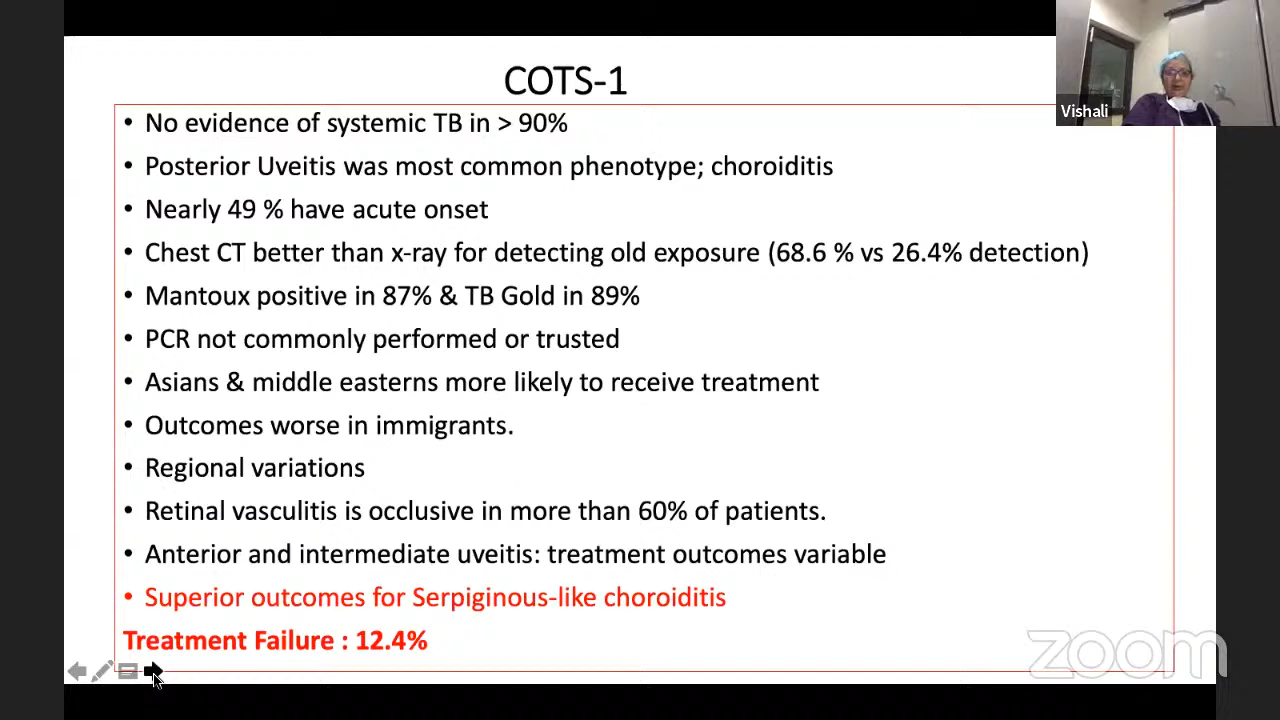 COTS-1
• No evidence of systemic TB in > 90%
• Posterior Uveitis was most common phenotype; choroiditis
• Nearly 49 % have acute onset
• Chest CT better than x-ray for detecting old exposure (68.6 % vs 26.4% detection)
• Mantoux positive in 87% & TB Gold in 89%
• PCR not commonly performed or trusted
• Asians & middle easterns more likely to receive treatment
• Outcomes worse in immigrants.
• Regional variations
• Retinal vasculitis is occlusive in more than 60% of patients.
• Anterior and intermediate uveitis: treatment outcomes variable
• Superior outcomes for Serpiginous-like choroiditis
Treatment Failure : 12.4%
Vishali
zoom